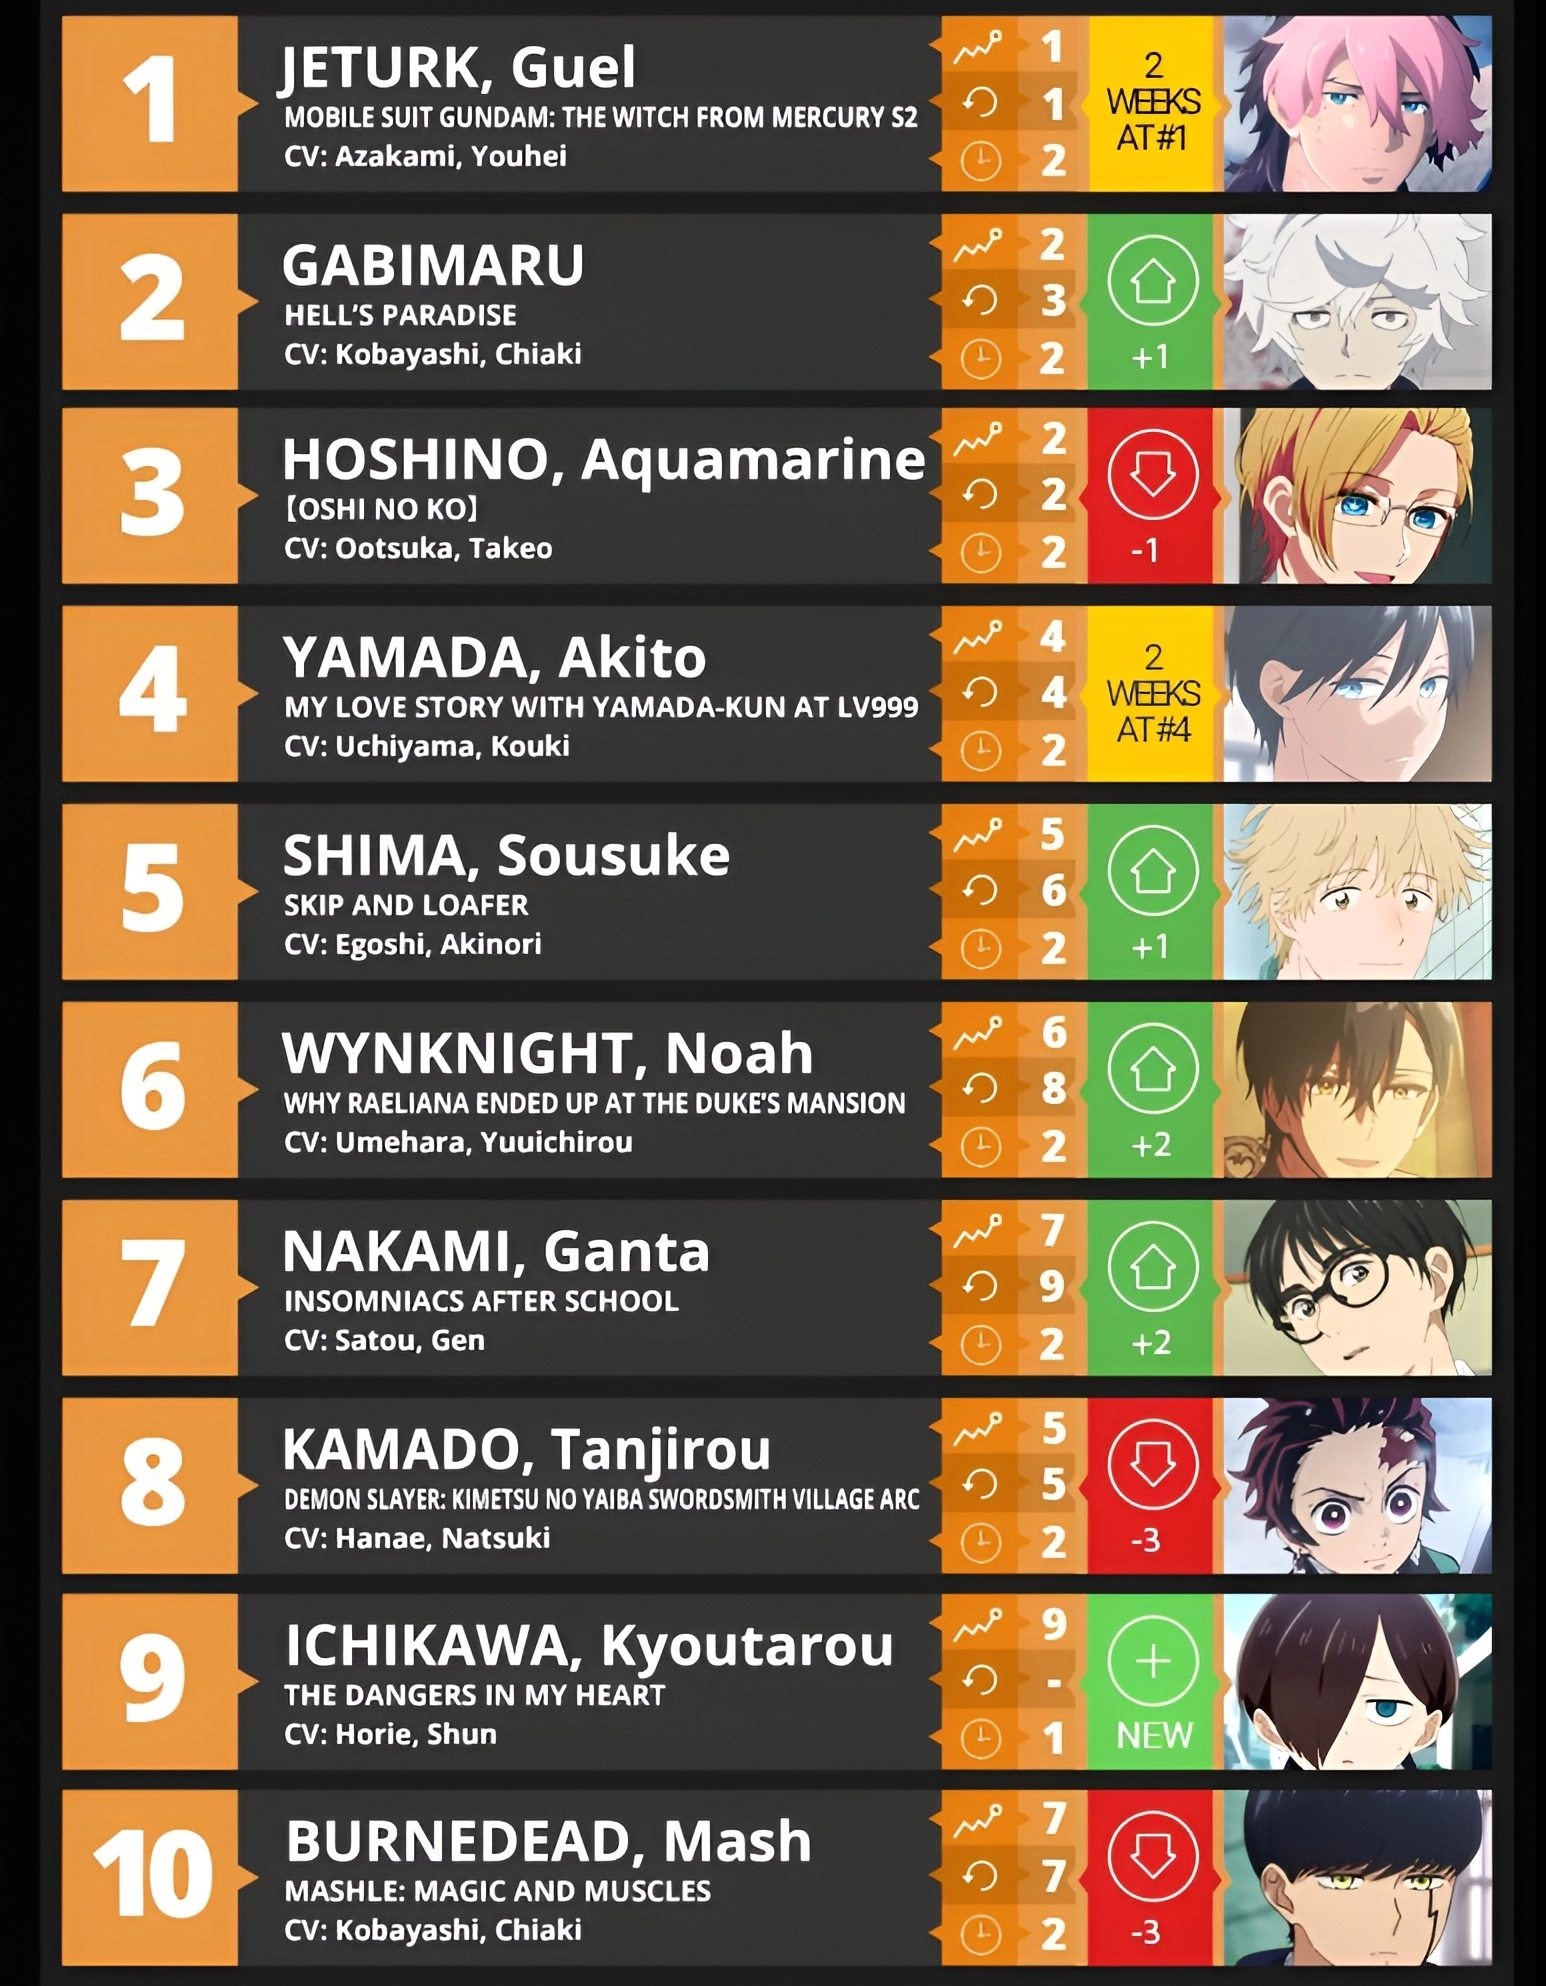 1
JETURK, Guel
MOBILE SUIT GUNDAM: THE WITCH FROM MERCURY S2
CV: Azakami, Youhei
1
1
2
2
WEEKS
AT #1
2
GABIMARU
HELL'S PARADISE
CV: Kobayashi, Chiaki
2
3
2
+1
3
HOSHINO, Aquamarine
【OSHI NO KO】
CV: Ootsuka, Takeo
2
2
2
-1
4
YAMADA, Akito
MY LOVE STORY WITH YAMADA-KUN AT LV999
CV: Uchiyama, Kouki
4
4
2
2
WEEKS
AT #4
5
SHIMA, Sousuke
SKIP AND LOAFER
CV: Egoshi, Akinori
5
6
2
+1
6
WYNKNIGHT, Noah
WHY RAELIANA ENDED UP AT THE DUKE'S MANSION
CV: Umehara, Yuuichirou
6
8
2
+2
7
NAKAMI, Ganta
INSOMNIACS AFTER SCHOOL
CV: Satou, Gen
7
9
2
+2
8
KAMADO, Tanjirou
DEMON SLAYER: KIMETSU NO YAIBA SWORDSMITH VILLAGE ARC
CV: Hanae, Natsuki
5
5
2
-3
9
ICHIKAWA, Kyoutarou
THE DANGERS IN MY HEART
CV: Horie, Shun
9
-
1
NEW
10
BURNEDEAD, Mash
MASHLE: MAGIC AND MUSCLES
CV: Kobayashi, Chiaki
7
7
2
-3